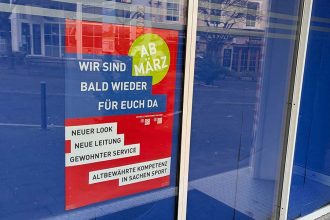 AB
MÄRZ
WIR SIND
BALD WIEDER
FÜR EUCH DA
NEUER LOOK
NEUE LEITUNG
GEWOHNTER SERVICE
ALTBEWÄHRTE KOMPETENZ
IN SACHEN SPORT